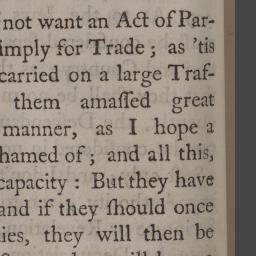 not want an Act of Par-
imply for Trade; as 'tis
carried on a large Traf-
them amaſſed great
manner, as I hope a
hamed of; and all this,
capacity: But they have
and if they ſhould once
ies, they will then be